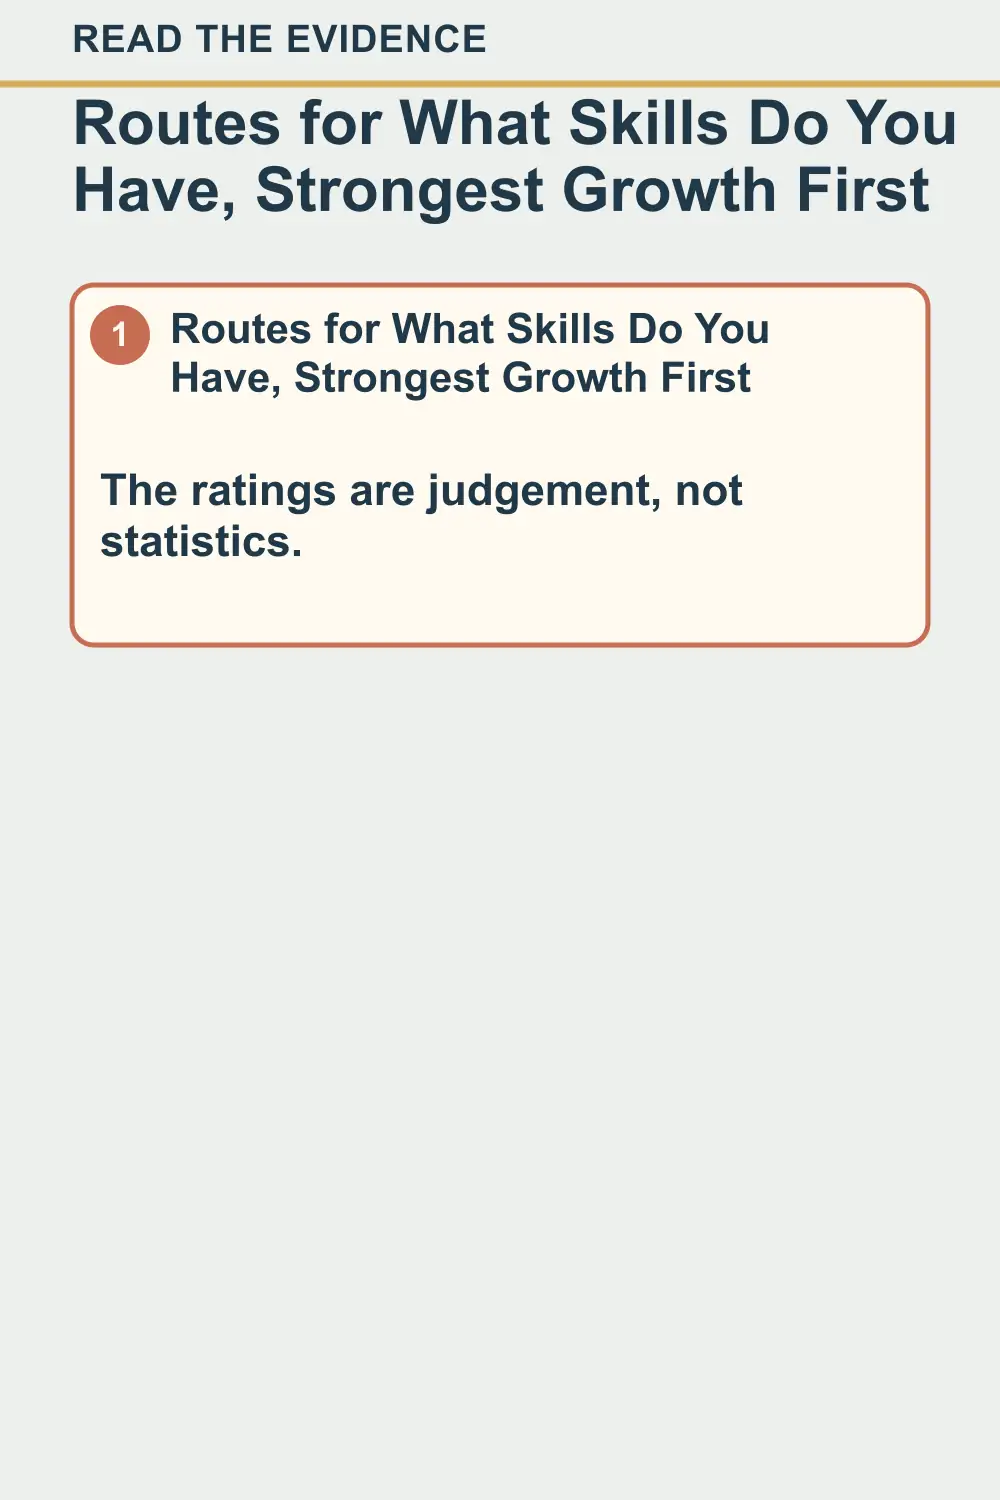 READ THE EVIDENCE
Routes for What Skills Do You
Have, Strongest Growth First
1
Routes for What Skills Do You
Have, Strongest Growth First
The ratings are judgement, not
statistics.